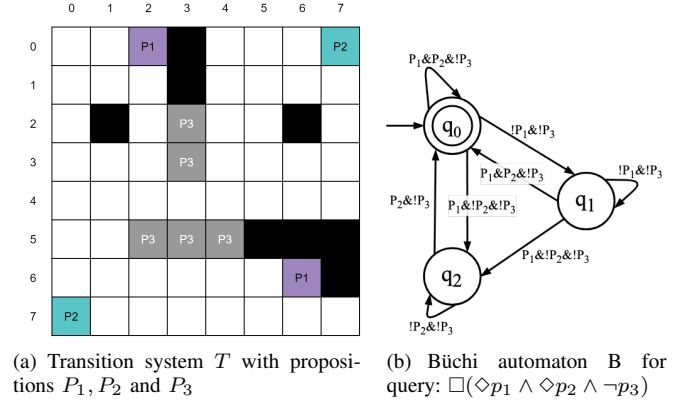 0 1 2 3 4 5 6 7
0 P1 P2
1
2 P3
3 P3
4
5 P3 P3 P3
6 P1
7 P2
P₁&P₂&!P₃
q₀
!P₁&!P₃
P₁&P₂&!P₃
!P₁&!P₃
P₂&!P₃
P₁&!P₂&!P₃
q₁
P₁&!P₂&!P₃
q₂
!P₂&!P₃
(a) Transition system T with proposi-
tions P₁, P₂ and P₃
(b) Büchi automaton B for
query: □(◇p₁ ∧ ◇p₂ ∧ ¬p₃)